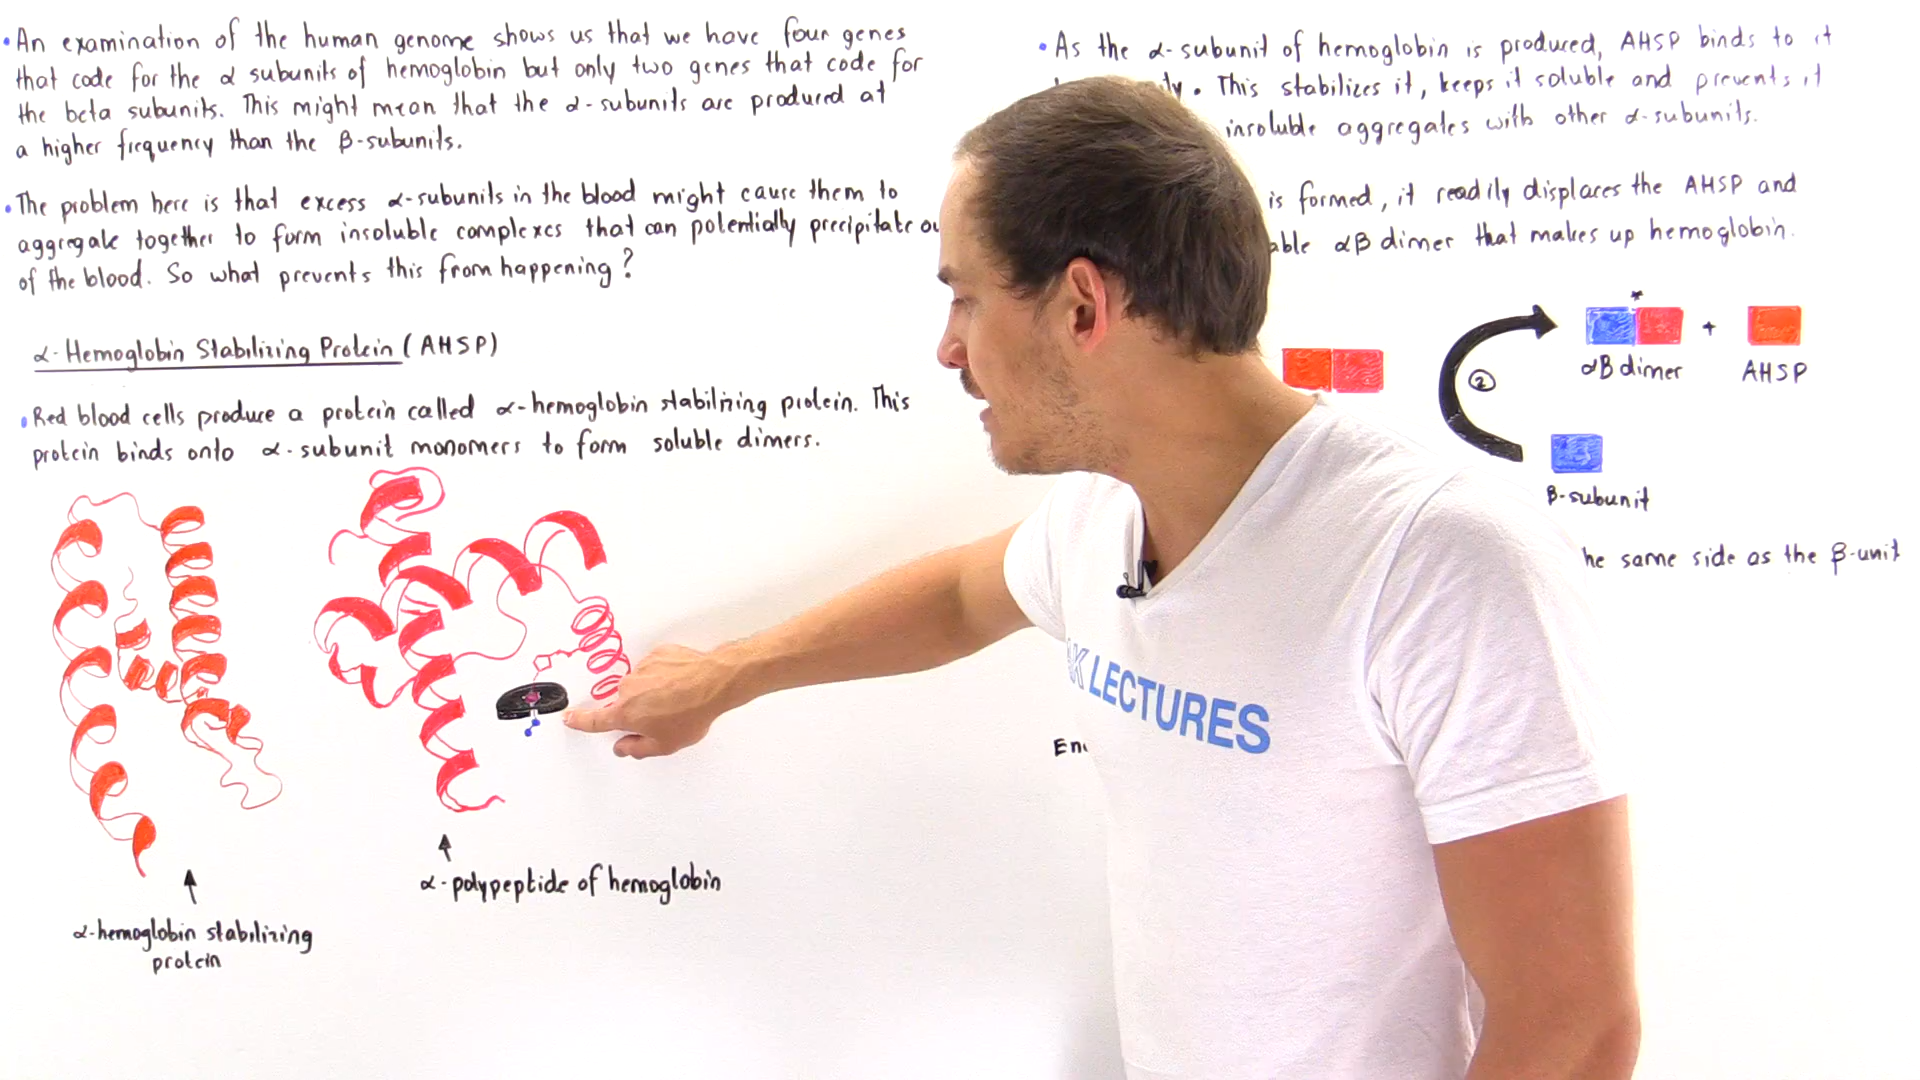 • An examination of the human genome shows us that we have four genes
that code for the α subunits of hemoglobin but only two genes that code for
the beta subunits. This might mean that the α-subunits are produced at
a higher frequency than the β-subunits.
• The problem here is that excess α-subunits in the blood might cause them to
aggregate together to form insoluble complexes that can potentially precipitate
of the blood. So what prevents this from happening?
α-Hemoglobin Stabilizing Protein (AHSP)
• Red blood cells produce a protein called α-hemoglobin stabilizing protein. This
protein binds onto α-subunit monomers to form soluble dimers.
α-hemoglobin stabilizing
protein
α-polypeptide of hemoglobin
• As the α-subunit of hemoglobin is produced, AHSP binds to it
. This stabilizes it, keeps it soluble and prevents it
insoluble aggregates with other α-subunits.
is formed, it readily displaces the AHSP and
αβ dimer that makes up hemoglobin.
*
+
αβ dimer
AHSP
2
β-subunit
same side as the β-unit
LECTURES